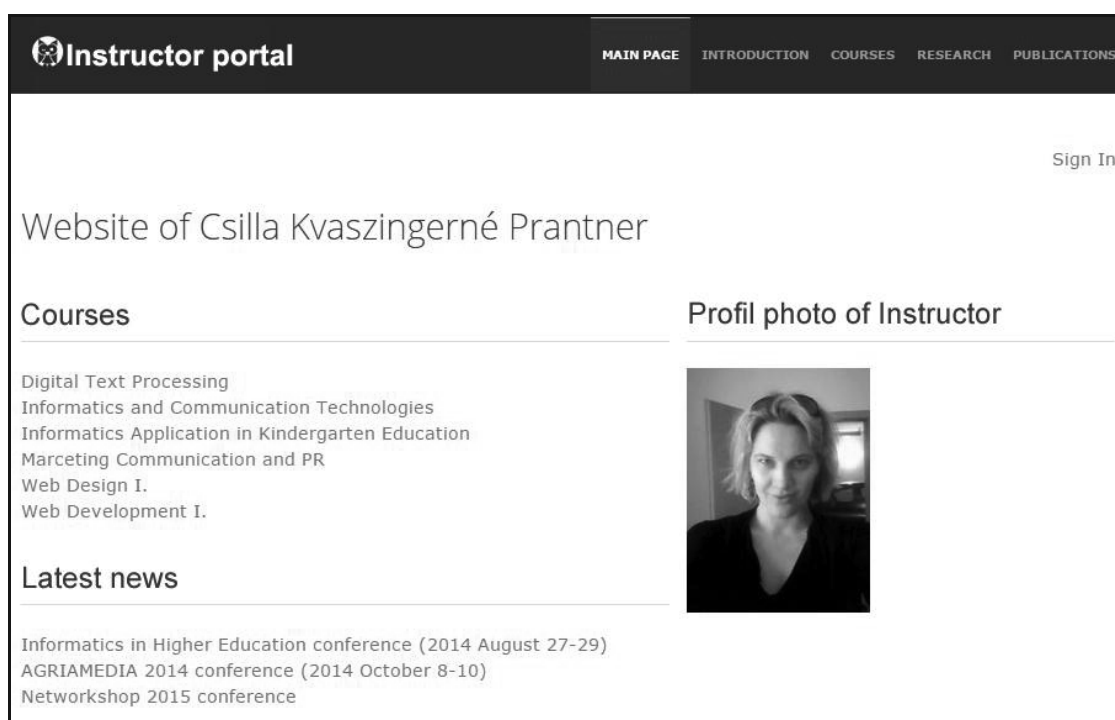 Instructor portal
MAIN PAGE INTRODUCTION COURSES RESEARCH PUBLICATIONS
Sign In
Website of Csilla Kvaszingerné Prantner
Courses
Digital Text Processing
Informatics and Communication Technologies
Informatics Application in Kindergarten Education
Marceting Communication and PR
Web Design I.
Web Development I.
Latest news
Informatics in Higher Education conference (2014 August 27-29)
AGRIAMEDIA 2014 conference (2014 October 8-10)
Networkshop 2015 conference
Profil photo of Instructor